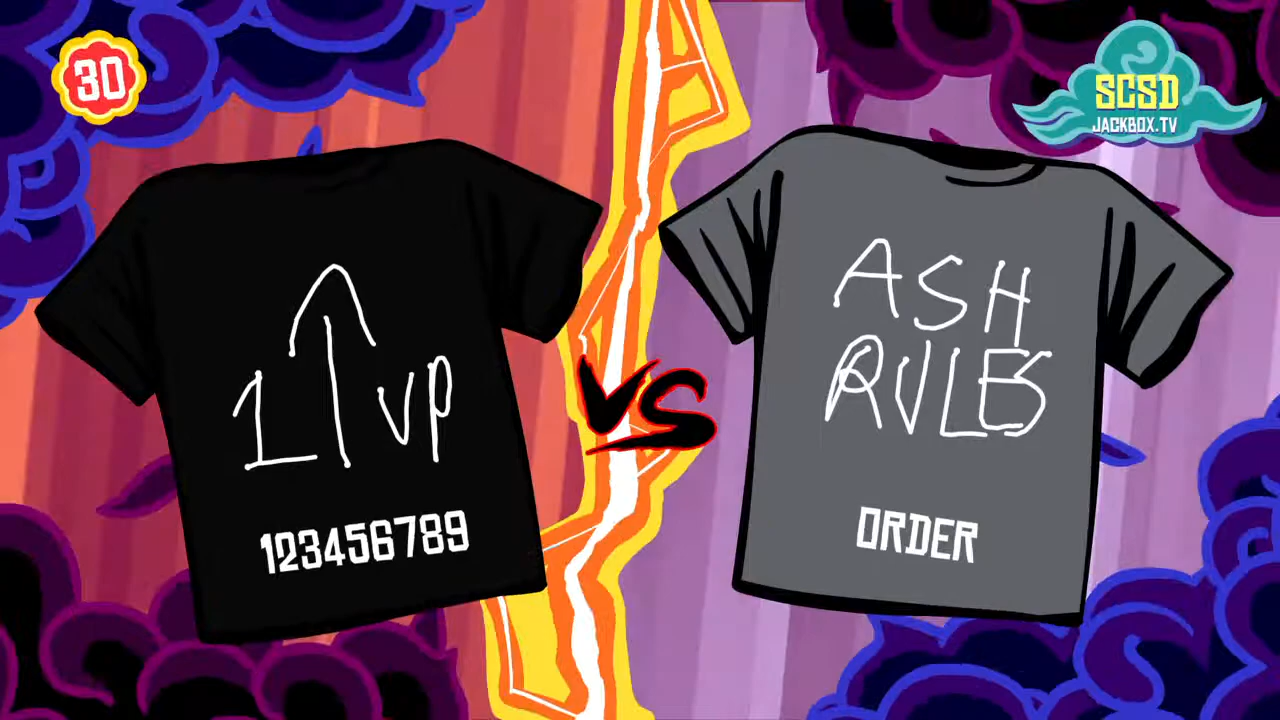 30
SCSD
JACKBOX.TV
1 UP
123456789
VS
ASH
RULES
ORDER